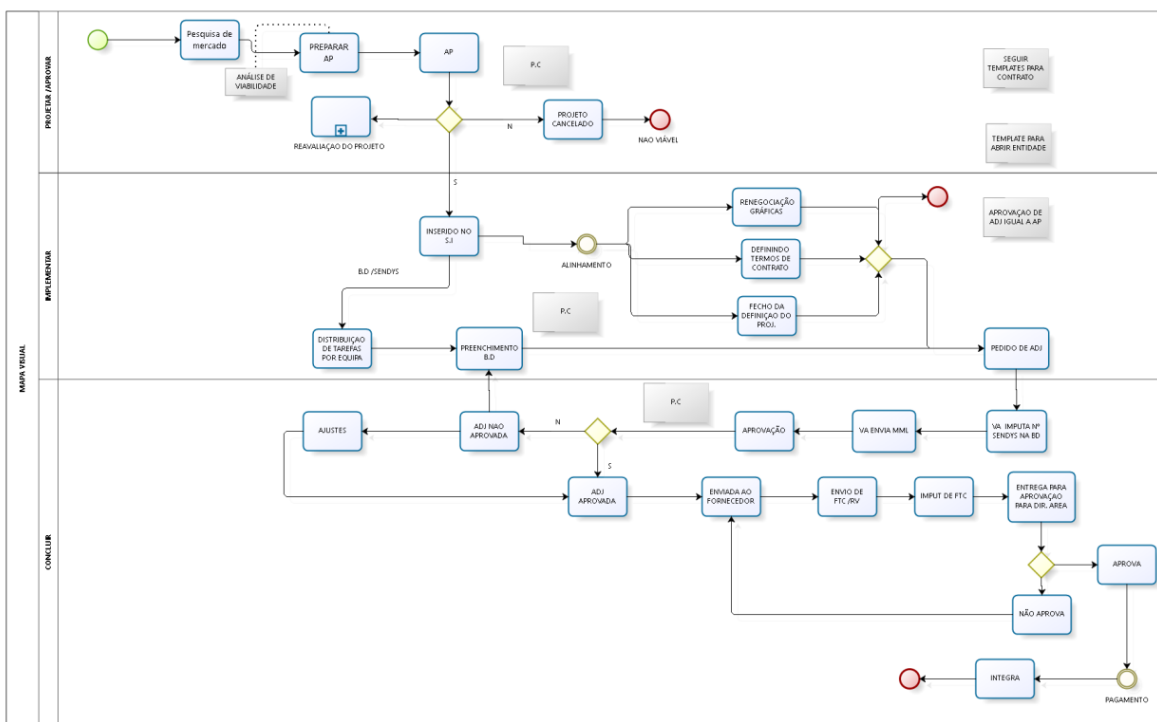 MAPA VISUAL
PROJETAR /APROVAR
Pesquisa de
mercado
PREPARAR
AP
AP
P.C
SEGUIR
TEMPLATES PARA
CONTRATO
ANÁLISE DE
VIABILIDADE
REAVALIAÇAO DO PROJETO
N
PROJETO
CANCELADO
NAO VIÁVEL
TEMPLATE PARA
ABRIR ENTIDADE
S
IMPLEMENTAR
INSERIDO NO
S.I
ALINHAMENTO
RENEGOCIAÇÃO
GRÁFICAS
DEFININDO
TERMOS DE
CONTRATO
FECHO DA
DEFINIÇAO DO
PROJ.
APROVAÇAO DE
ADJ IGUAL A AP
B.D /SENDYS
P.C
DISTRIBUIÇAO
DE TAREFAS
POR EQUIPA
PREENCHIMENTO
B.D
PEDIDO DE ADJ
CONCLUIR
P.C
AJUSTES
ADJ NAO
APROVADA
N
APROVAÇÃO
VA ENVIA MML
VA IMPUTA Nº
SENDYS NA BD
S
ADJ
APROVADA
ENVIADA AO
FORNECEDOR
ENVIO DE
FTC /RV
IMPUT DE FTC
ENTREGA PARA
APROVAÇAO
PARA DIR. AREA
APROVA
NÃO APROVA
INTEGRA
PAGAMENTO